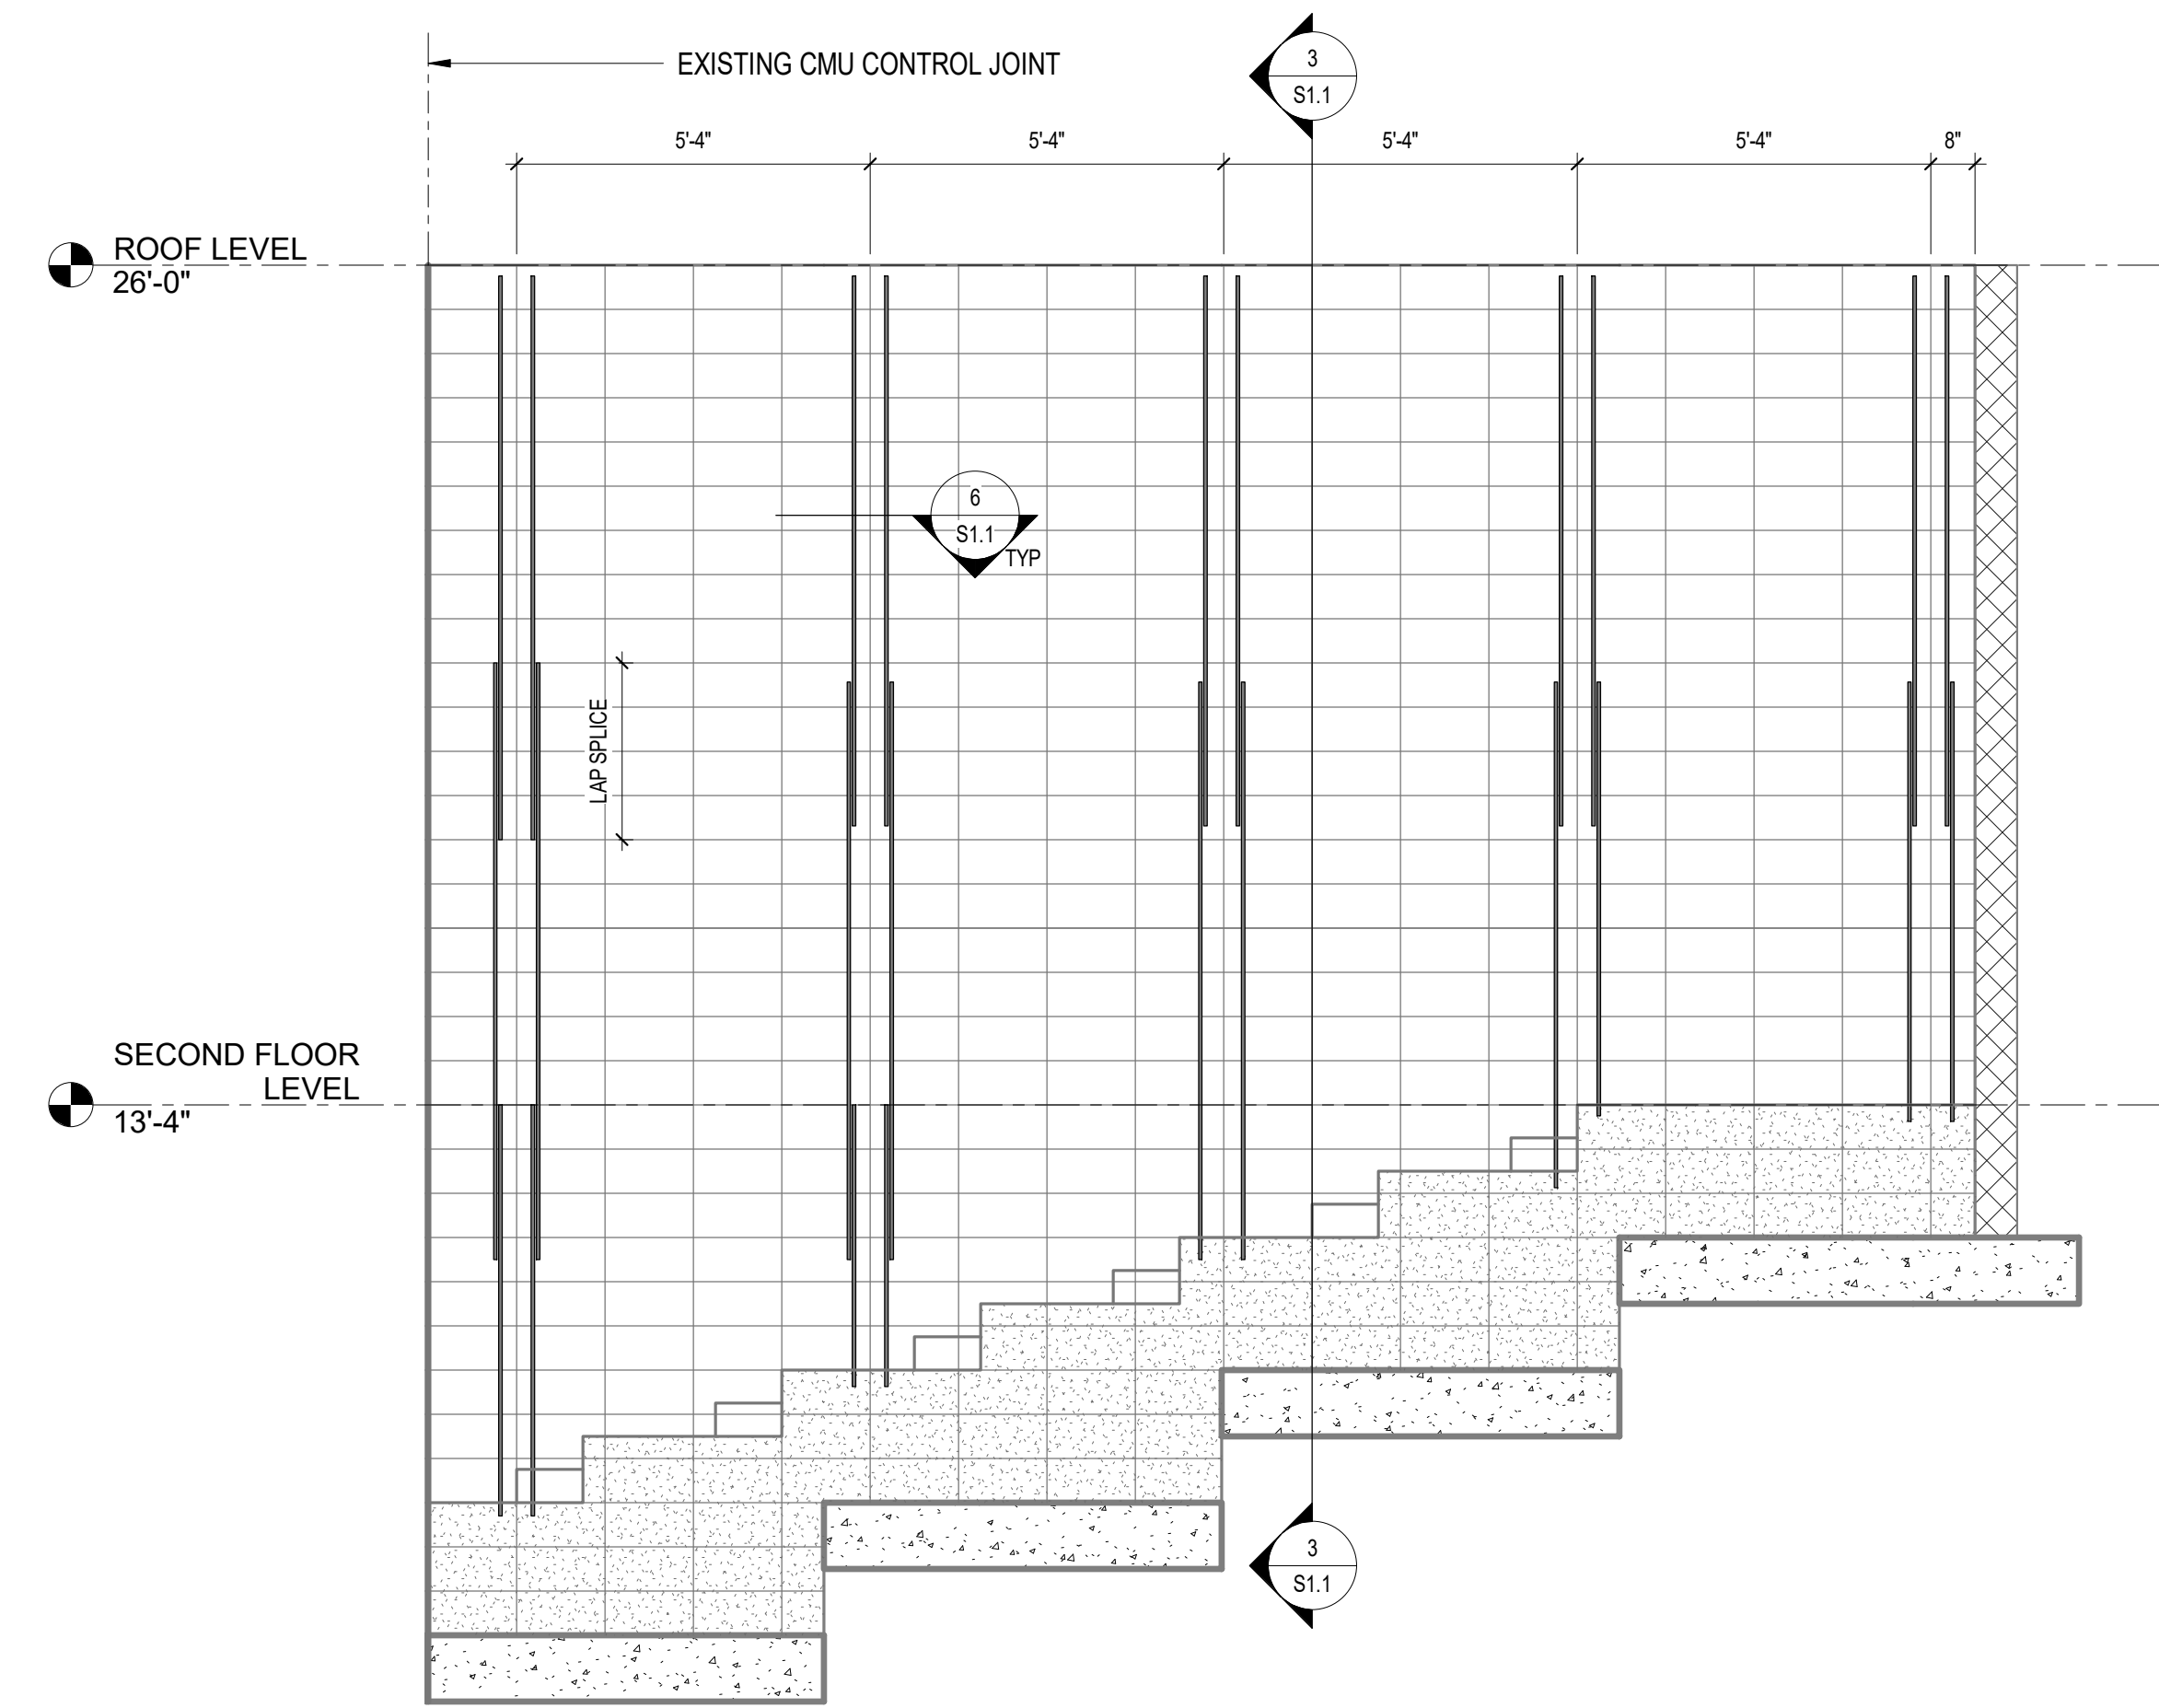 EXISTING CMU CONTROL JOINT
3
S1.1
5'-4"
5'-4"
5'-4"
5'-4"
8"
ROOF LEVEL
26'-0"
6
S1.1
TYP
LAP SPLICE
SECOND FLOOR
LEVEL
13'-4"
3
S1.1